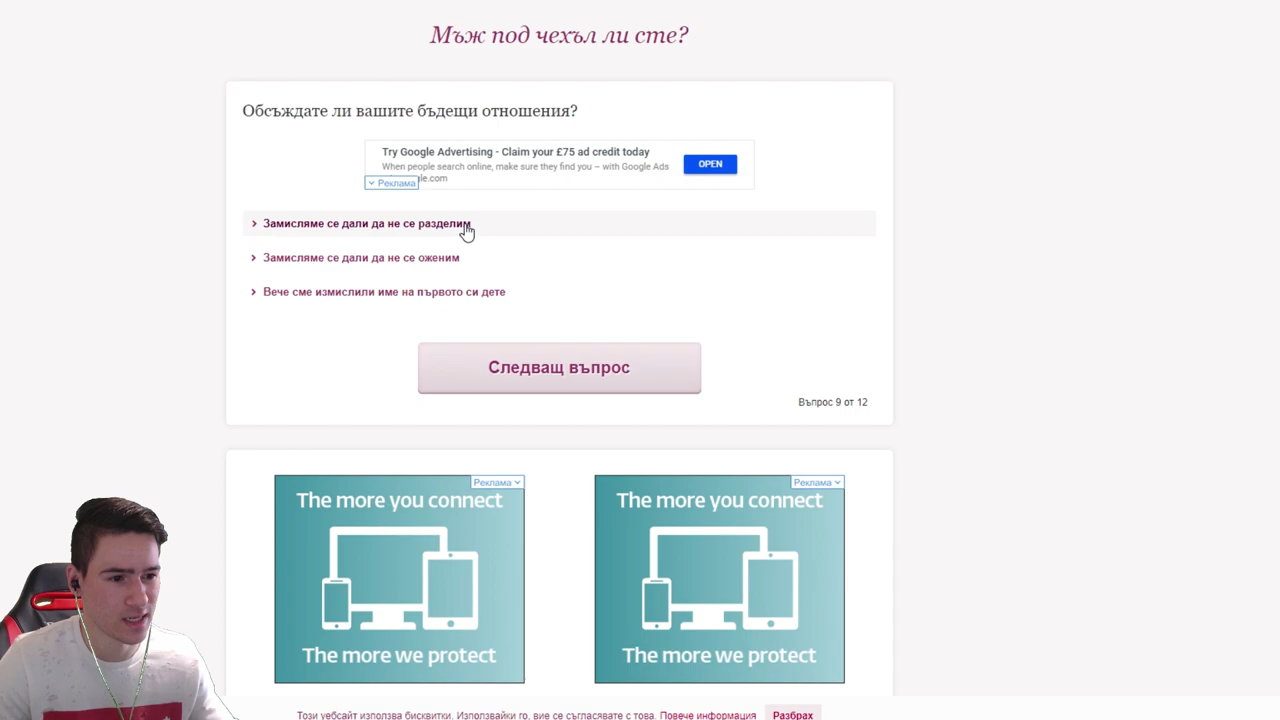 Мъж под чехъл ли сте?
Обсъждате ли вашите бъдещи отношения?
Try Google Advertising - Claim your £75 ad credit today
When people search online, make sure they find you – with Google Ads
Реклама
le.com
OPEN
Замисляме се дали да не се разделим
Замисляме се дали да не се оженим
Вече сме измислили име на първото си дете
Следващ въпрос
Въпрос 9 от 12
Реклама
The more you connect
The more we protect
Реклама
The more you connect
The more we protect
Този уебсайт използва бисквитки. Използвайки го, вие се съгласявате с това. Повече информация
Разбрах